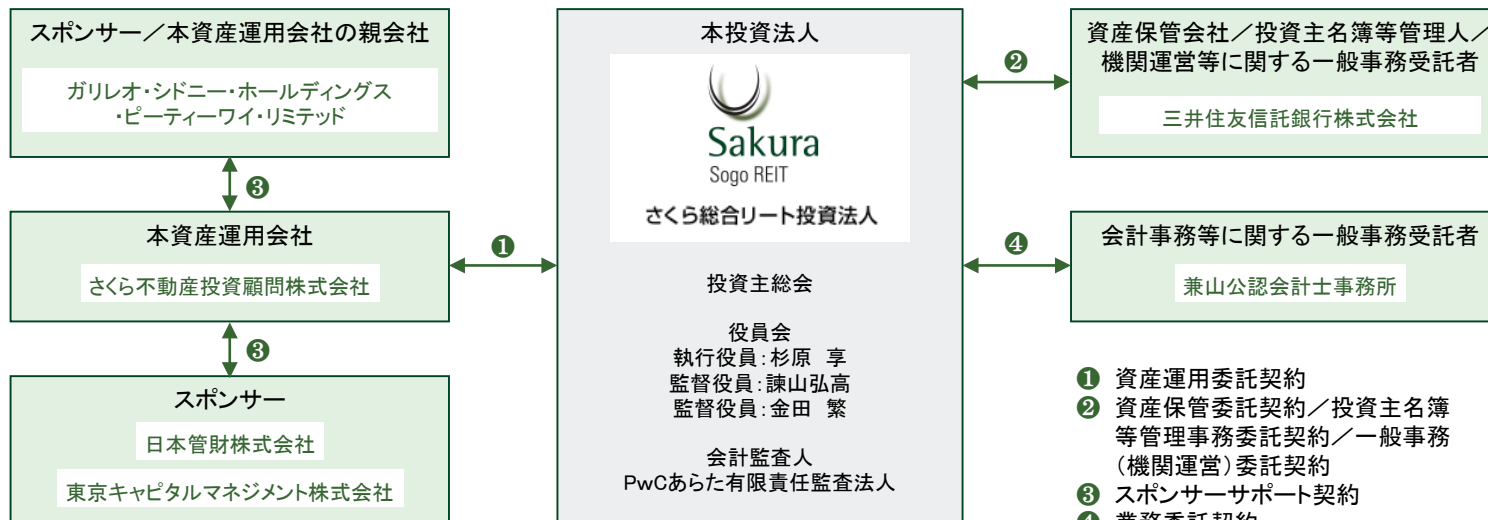 スポンサー／本資産運用会社の親会社
ガリレオ・シドニー・ホールディングス
・ピーティーワイ・リミテッド
❸
本資産運用会社
さくら不動産投資顧問株式会社
❸
スポンサー
日本管財株式会社
東京キャピタルマネジメント株式会社
❶
本投資法人
Sakura
Sogo REIT
さくら総合リート投資法人
投資主総会
役員会
執行役員：杉原　享
監督役員：諫山弘高
監督役員：金田　繁
会計監査人
PwCあらた有限責任監査法人
❷
資産保管会社／投資主名簿等管理人／
機関運営等に関する一般事務受託者
三井住友信託銀行株式会社
❹
会計事務等に関する一般事務受託者
兼山公認会計士事務所
❶ 資産運用委託契約
❷ 資産保管委託契約／投資主名簿
等管理事務委託契約／一般事務
（機関運営）委託契約
❸ スポンサーサポート契約
❹ 業務委託契約